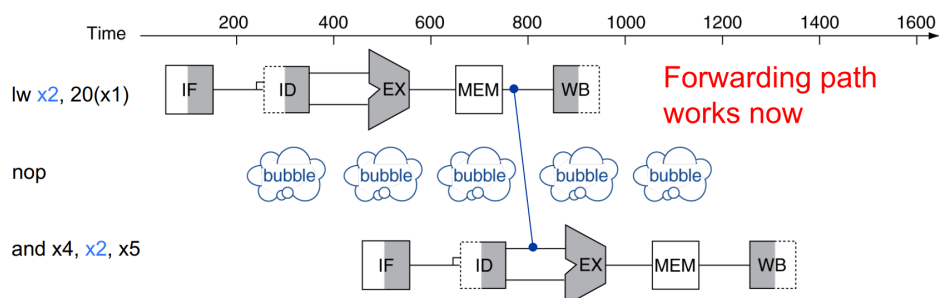 Time 200 400 600 800 1000 1200 1400 1600
lw x2, 20(x1) IF ID EX MEM WB
Forwarding path
works now
nop bubble bubble bubble bubble bubble
and x4, x2, x5 IF ID EX MEM WB